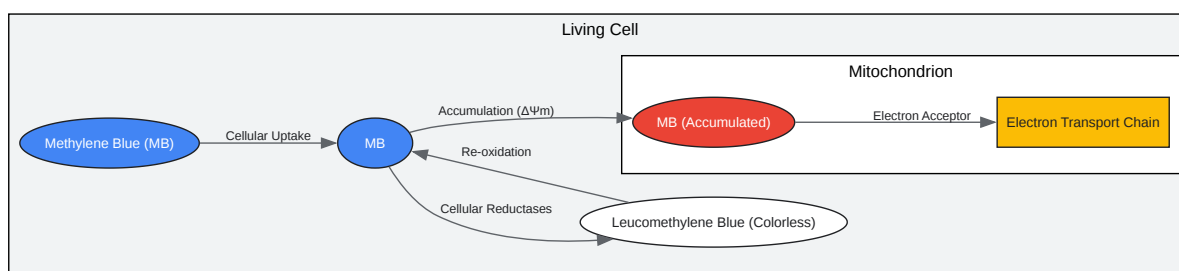 Living Cell
Mitochondrion
Methylene Blue (MB)
Cellular Uptake
MB
Accumulation (ΔΨm)
MB (Accumulated)
Electron Acceptor
Electron Transport Chain
Re-oxidation
Cellular Reductases
Leucomethylene Blue (Colorless)